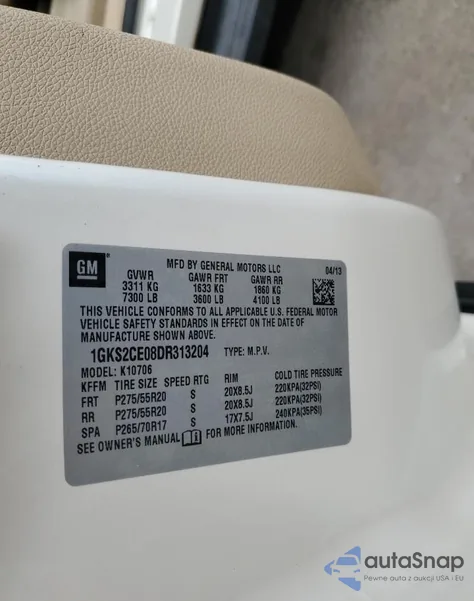 GM
MFD BY GENERAL MOTORS LLC
04/13
GVWR GAWR FRT GAWR RR
3311 KG 1633 KG 1860 KG
7300 LB 3600 LB 4100 LB
THIS VEHICLE CONFORMS TO ALL APPLICABLE U.S. FEDERAL MOTOR
VEHICLE SAFETY STANDARDS IN EFFECT ON THE DATE OF
MANUFACTURE SHOWN ABOVE.
1GKS2CE08DR313204 TYPE: M.P.V.
MODEL: K10706
KFFM TIRE SIZE SPEED RTG RIM COLD TIRE PRESSURE
FRT P275/55R20 S 20X8.5J 220KPA(32PSI)
RR P275/55R20 S 20X8.5J 220KPA(32PSI)
SPA P265/70R17 S 17X7.5J 240KPA(35PSI)
SEE OWNER'S MANUAL FOR MORE INFORMATION.
autaSnap
Pewne auta z aukcji USA i EU